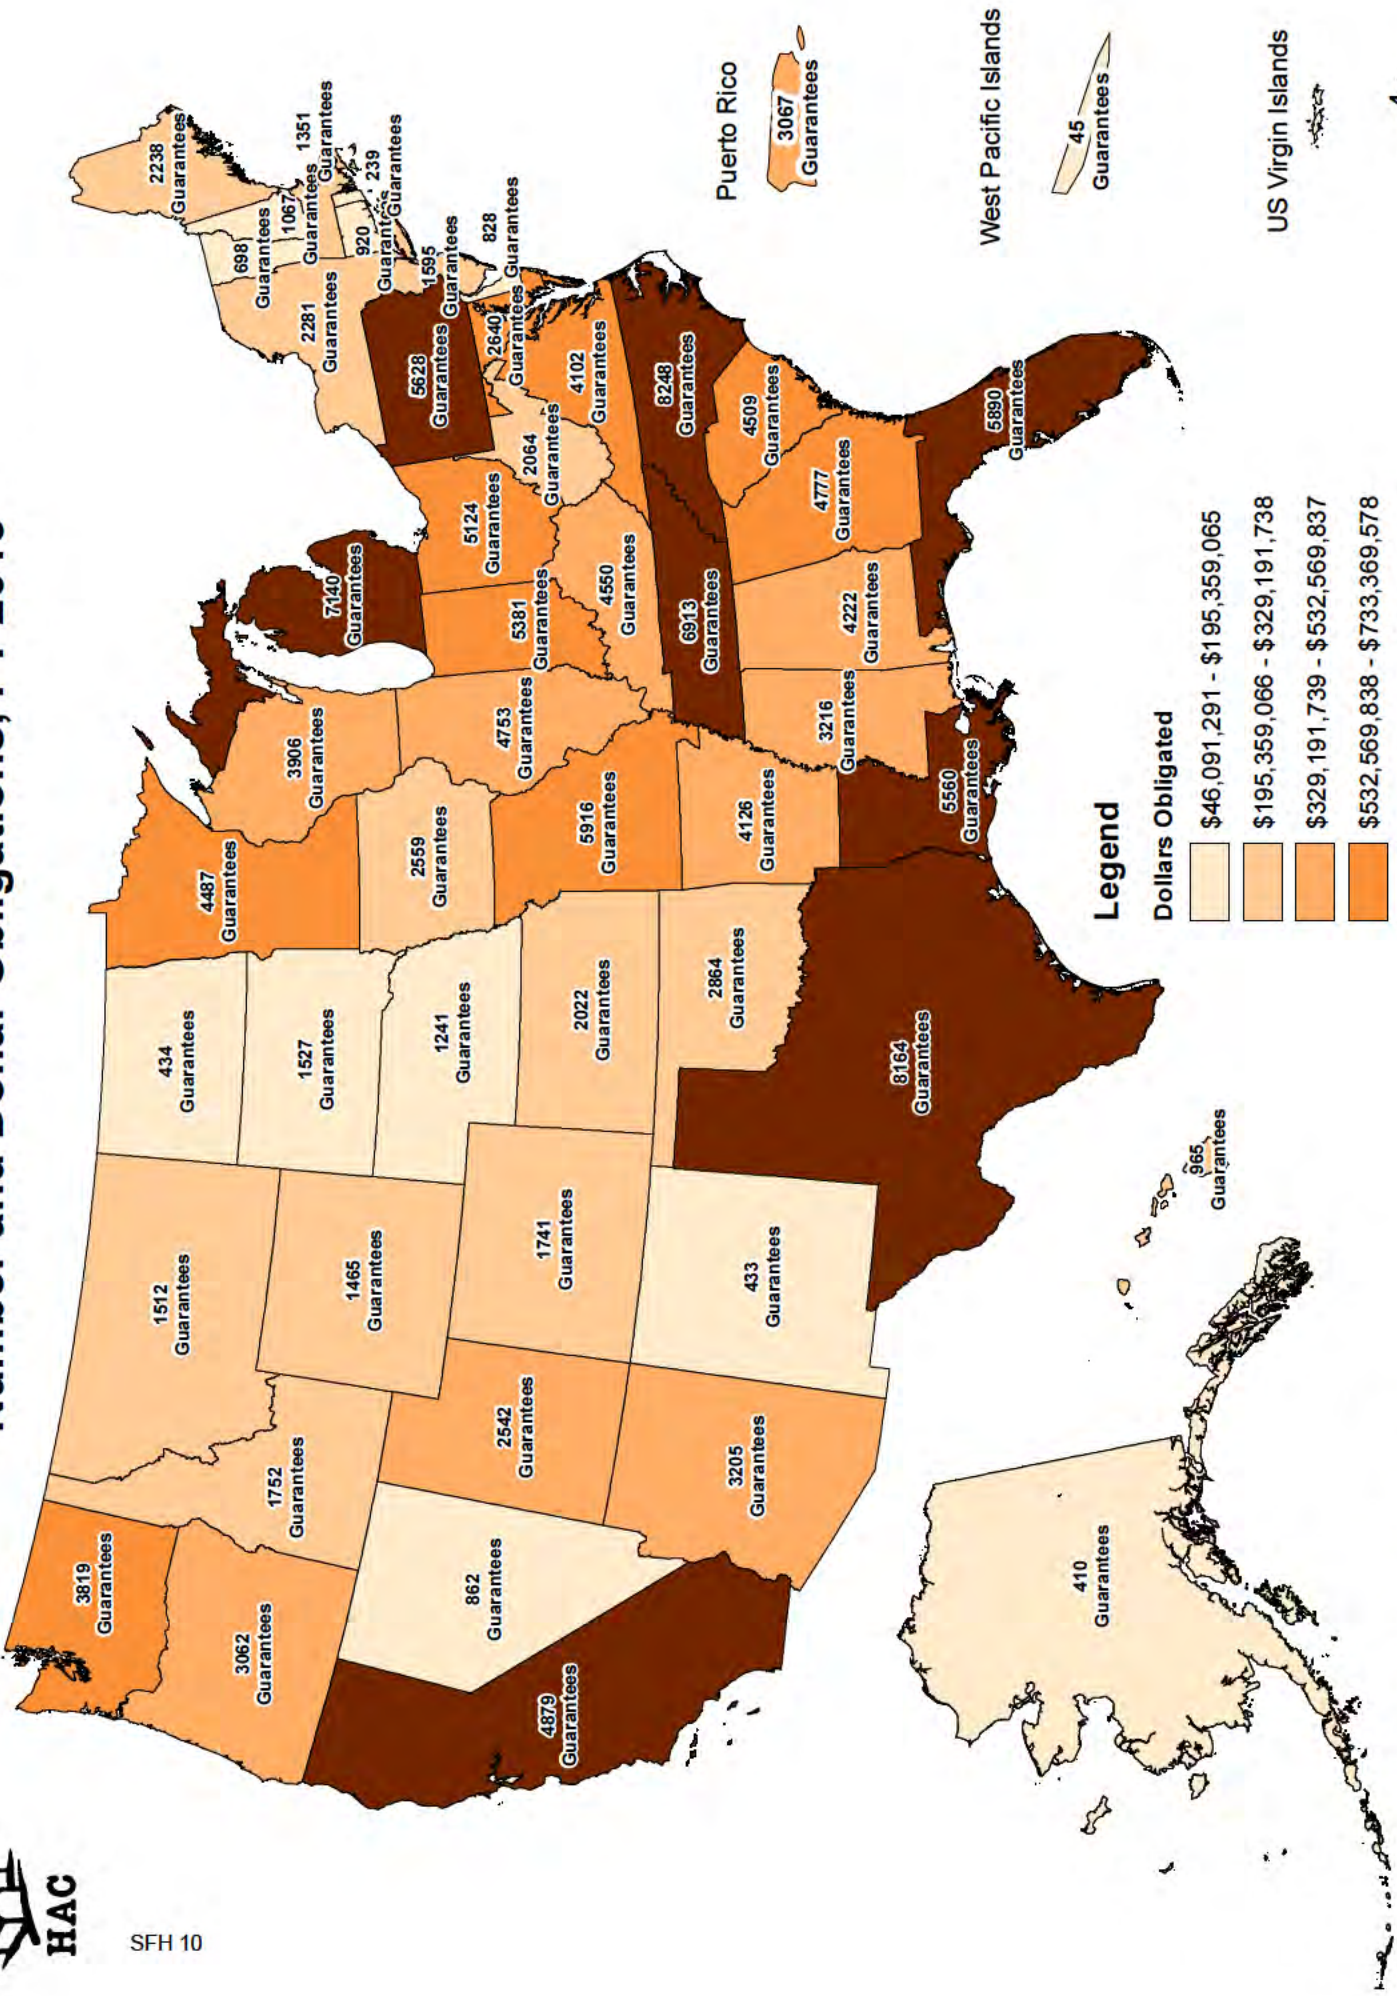 HAC
SFH 10
3819
Guarantees
3062
Guarantees
4879
Guarantees
862
Guarantees
1752
Guarantees
1512
Guarantees
1465
Guarantees
2542
Guarantees
3205
Guarantees
1741
Guarantees
433
Guarantees
434
Guarantees
1527
Guarantees
1241
Guarantees
2022
Guarantees
2864
Guarantees
8164
Guarantees
4487
Guarantees
2559
Guarantees
5916
Guarantees
4126
Guarantees
5560
Guarantees
3906
Guarantees
4753
Guarantees
3216
Guarantees
7140
Guarantees
5381
Guarantees
5124
Guarantees
4550
Guarantees
6913
Guarantees
4222
Guarantees
4777
Guarantees
5890
Guarantees
4509
Guarantees
8248
Guarantees
4102
Guarantees
2064
Guarantees
5628
Guarantees
2640
Guarantees
828
Guarantees
1595
Guarantees
2281
Guarantees
698
Guarantees
1067
Guarantees
1351
Guarantees
920
Guarantees
239
Guarantees
2238
Guarantees
410
Guarantees
965
Guarantees
Legend
Dollars Obligated
$46,091,291 - $195,359,065
$195,359,066 - $329,191,738
$329,191,739 - $532,569,837
$532,569,838 - $733,369,578
Puerto Rico
3067
Guarantees
West Pacific Islands
45
Guarantees
US Virgin Islands